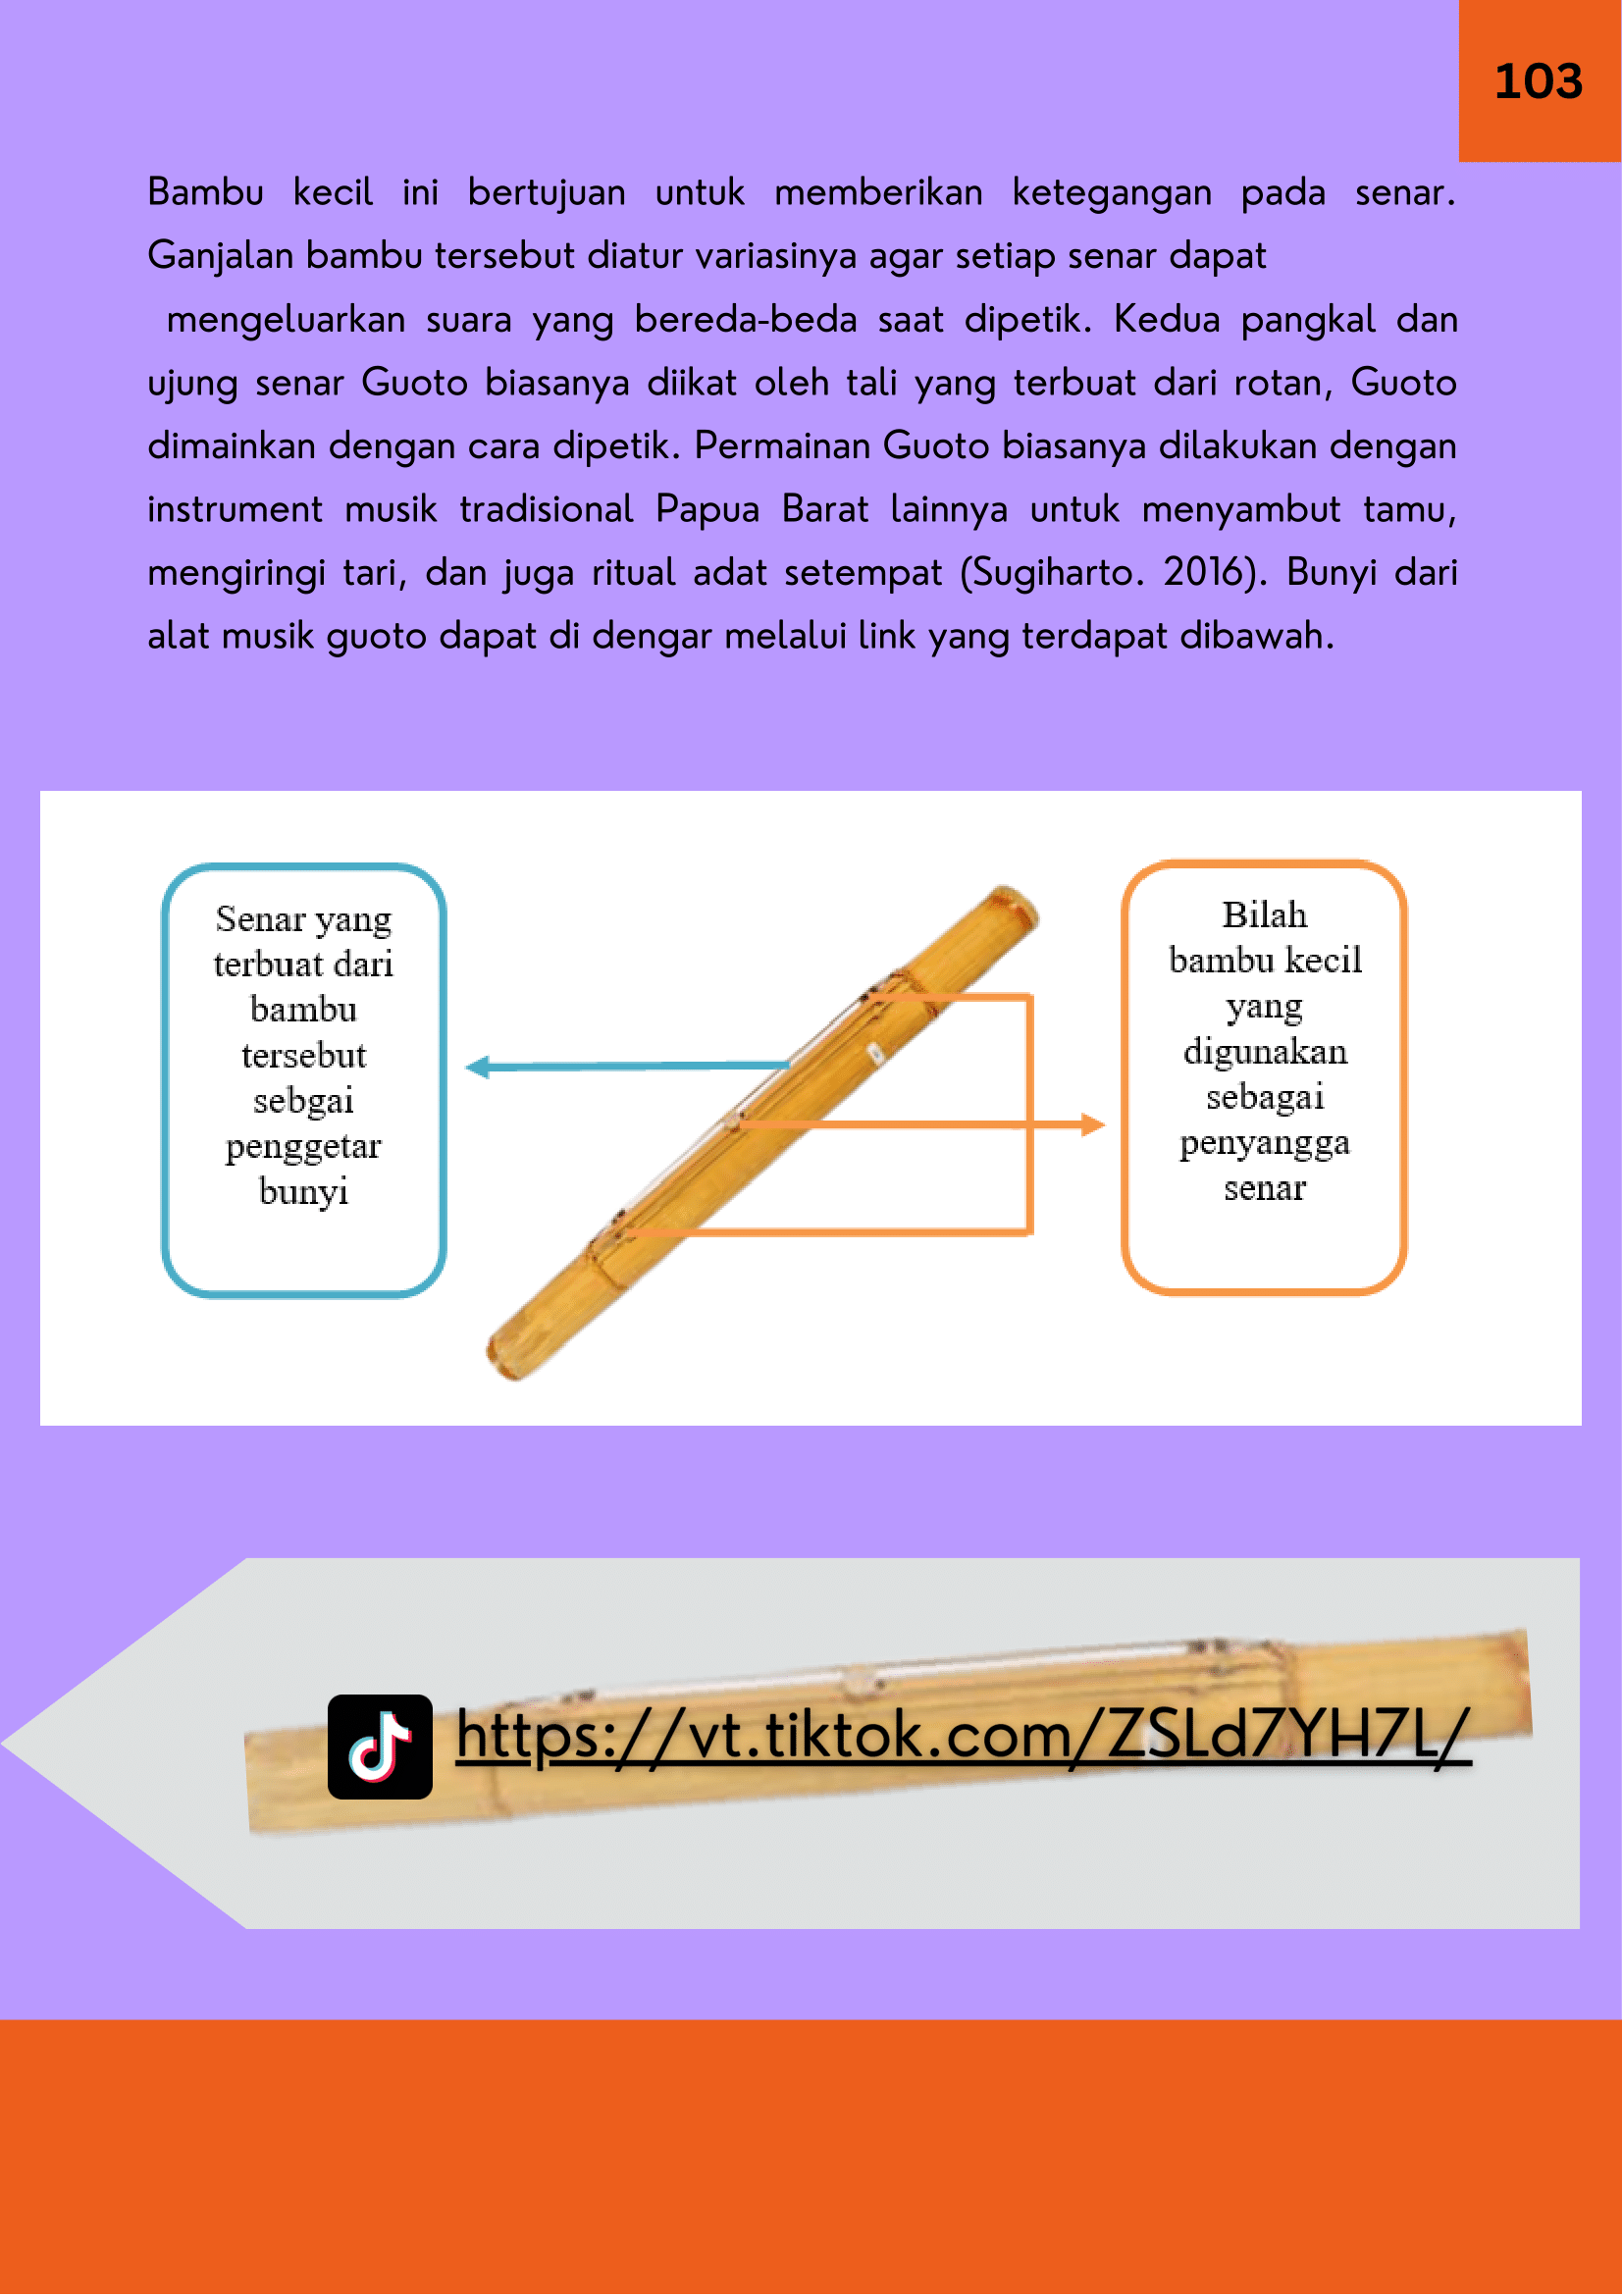 103
Bambu kecil ini bertujuan untuk memberikan ketegangan pada senar.
Ganjalan bambu tersebut diatur variasinya agar setiap senar dapat
mengeluarkan suara yang bereda-beda saat dipetik. Kedua pangkal dan
ujung senar Guoto biasanya diikat oleh tali yang terbuat dari rotan, Guoto
dimainkan dengan cara dipetik. Permainan Guoto biasanya dilakukan dengan
instrument musik tradisional Papua Barat lainnya untuk menyambut tamu,
mengiringi tari, dan juga ritual adat setempat (Sugiharto. 2016). Bunyi dari
alat musik guoto dapat di dengar melalui link yang terdapat dibawah.
Senar yang
terbuat dari
bambu
tersebut
sebgai
penggetar
bunyi
Bilah
bambu kecil
yang
digunakan
sebagai
penyangga
senar
https://vt.tiktok.com/ZSLd7YH7L/